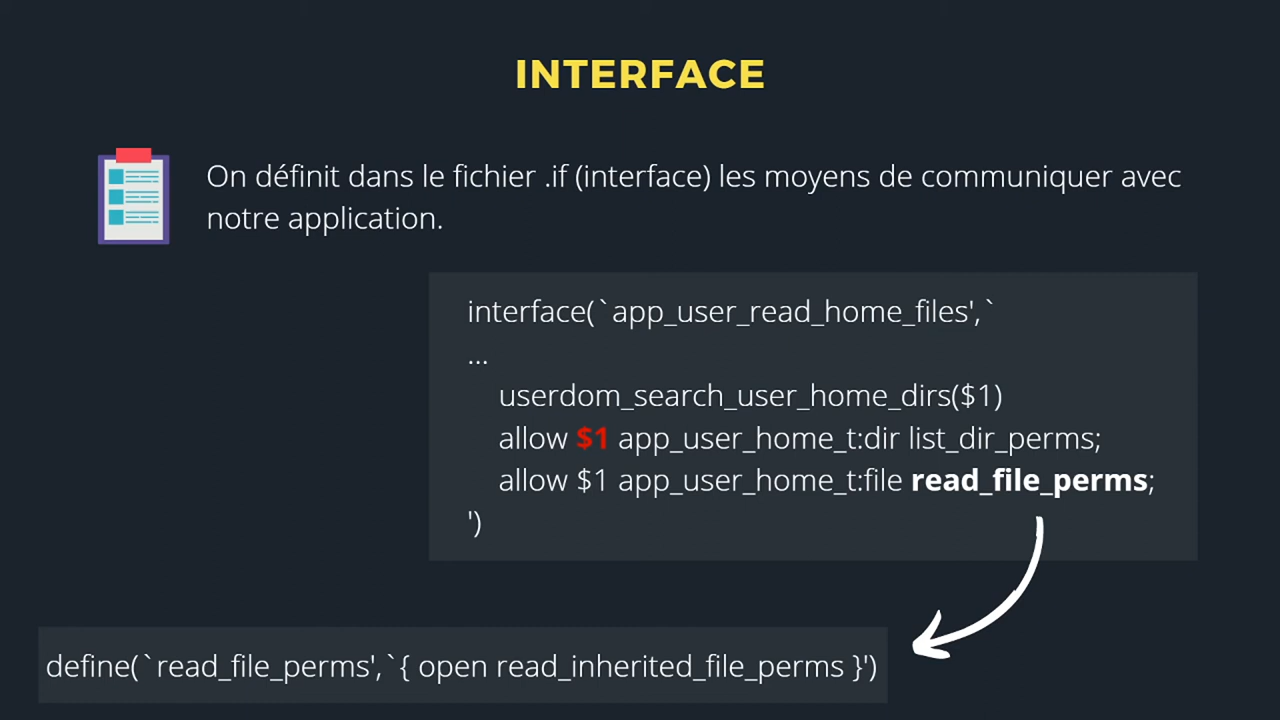 INTERFACE
On définit dans le fichier .if (interface) les moyens de communiquer avec
notre application.
interface(`app_user_read_home_files',`
...
userdom_search_user_home_dirs($1)
allow $1 app_user_home_t:dir list_dir_perms;
allow $1 app_user_home_t:file read_file_perms;
')
define(`read_file_perms',`{ open read_inherited_file_perms }')